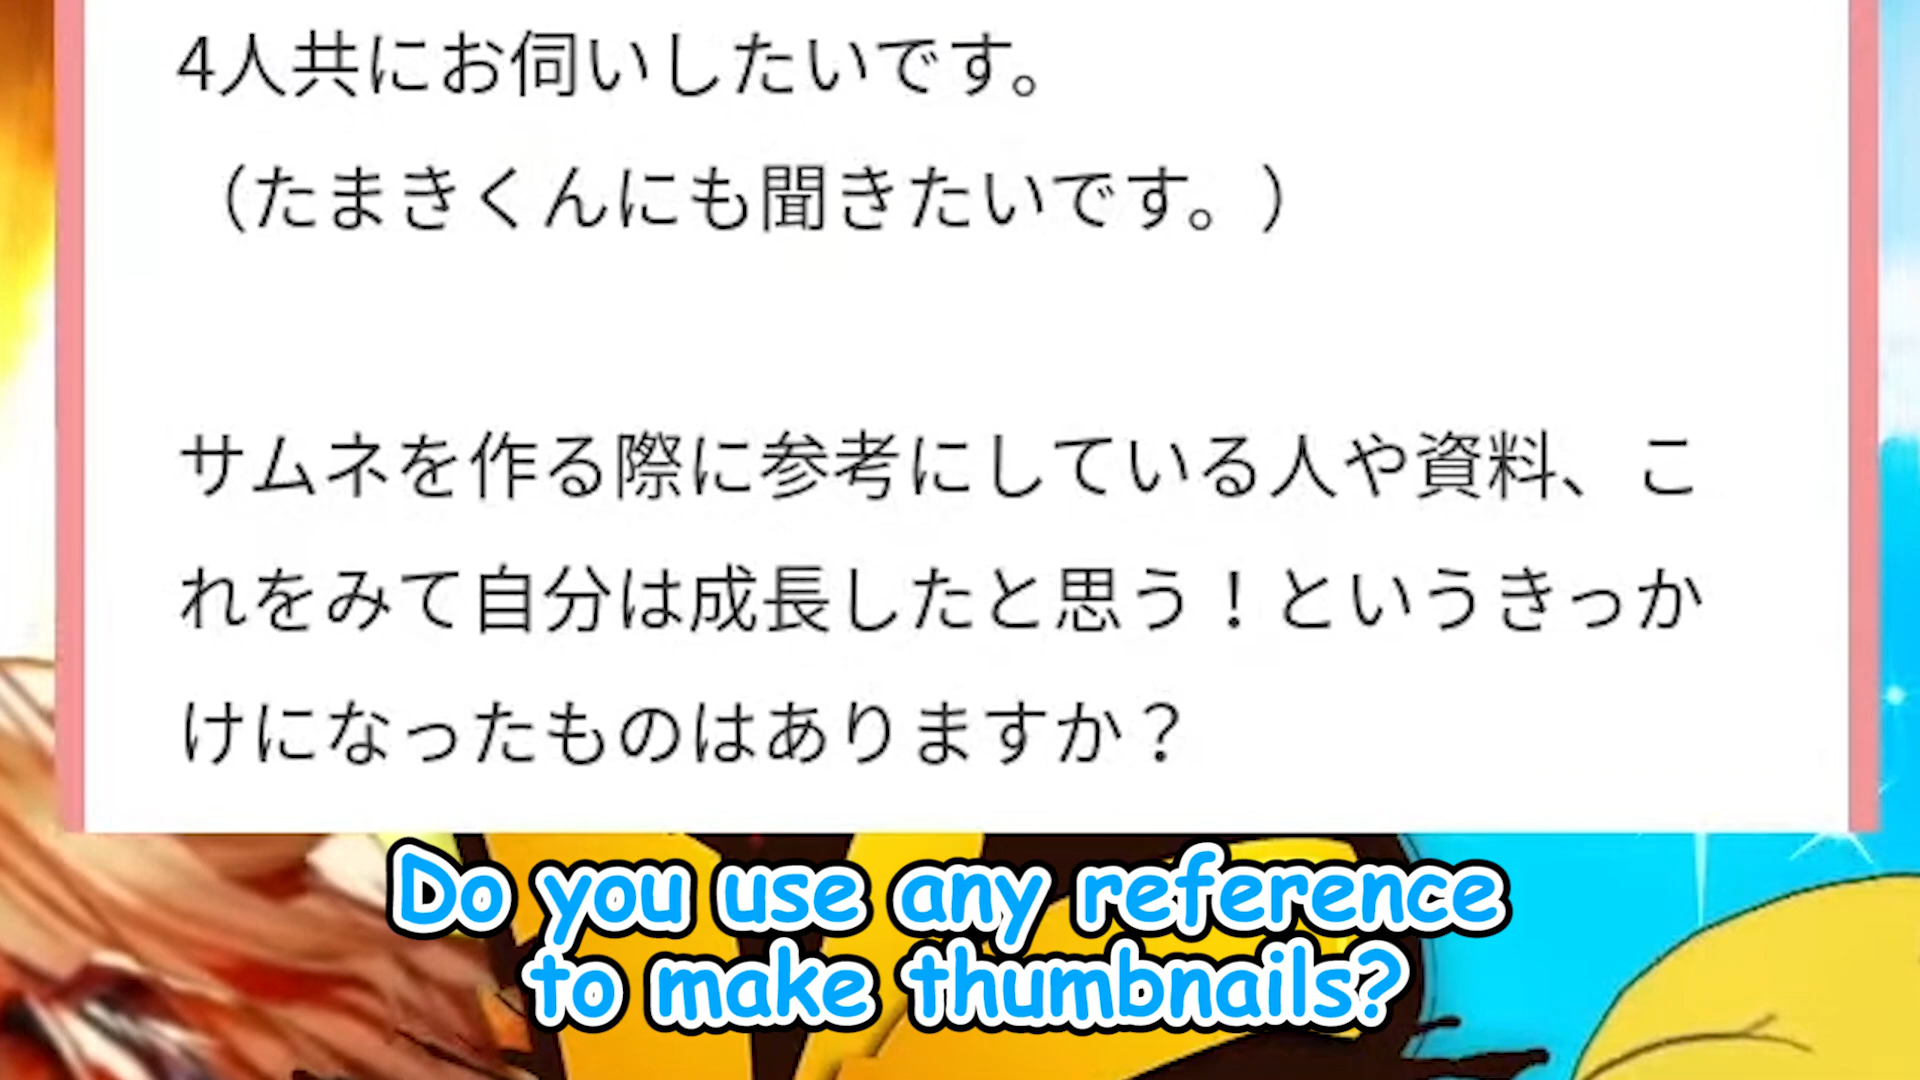 4人共にお伺いしたいです。
（たまきくんにも聞きたいです。）
サムネを作る際に参考にしている人や資料、こ
れをみて自分は成長したと思う！というきっか
けになったものはありますか？
Do you use any reference
to make thumbnails?